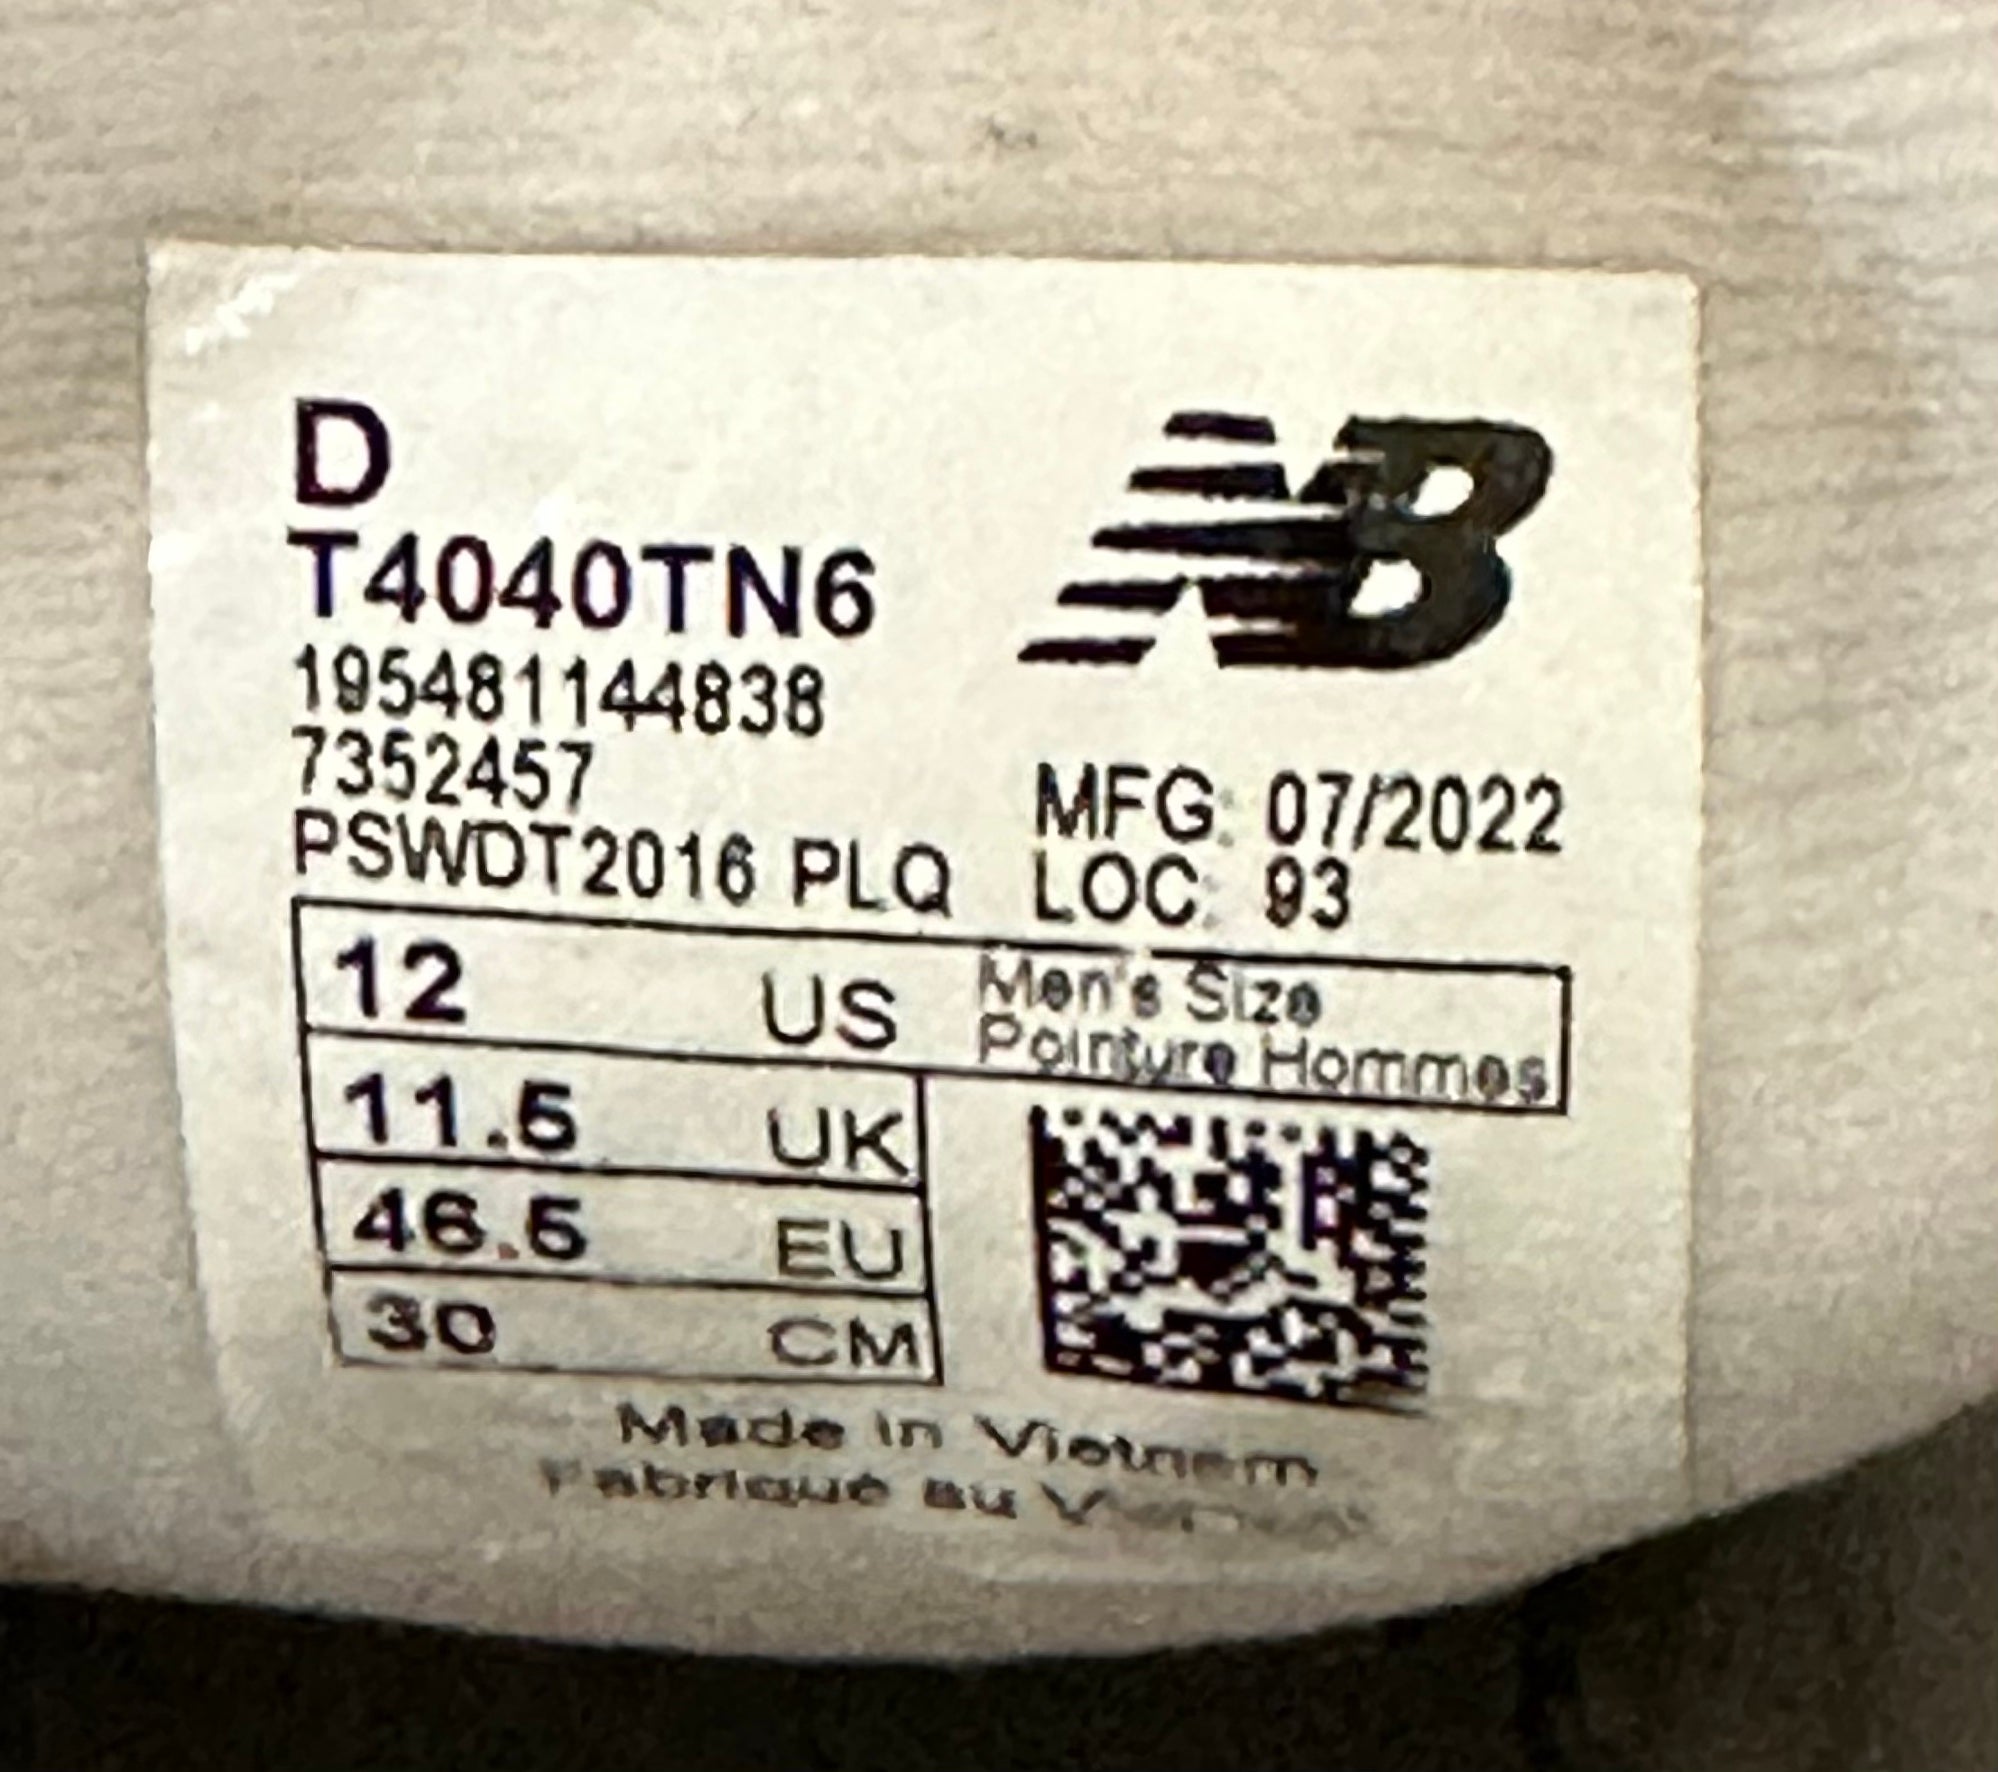 D
T4040TN6
195481144838
7352457
PSWDT2016 PLQ
NB
MFG: 07/2022
LOC: 93
12 US Men's Size
Pointure Hommes
11.5 UK
46.5 EU
30 CM
Made in Vietnam
Fabriqué au